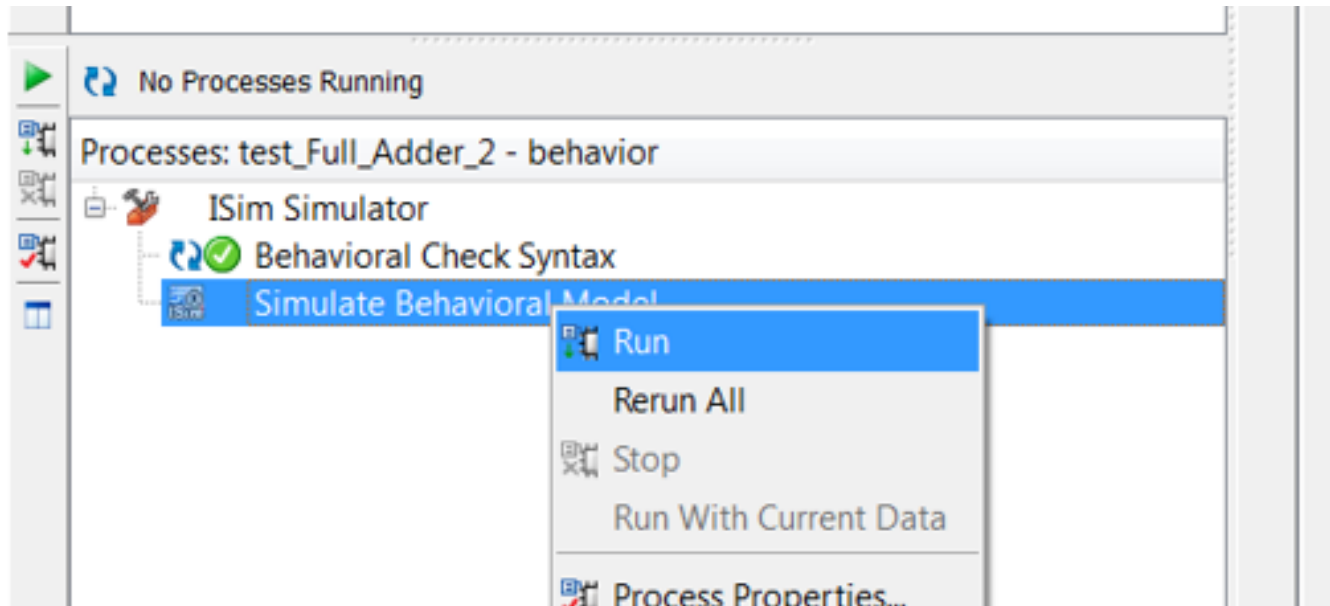 No Processes Running
Processes: test_Full_Adder_2 - behavior
ISim Simulator
Behavioral Check Syntax
Simulate Behavioral Model
Run
Rerun All
Stop
Run With Current Data
Process Properties...